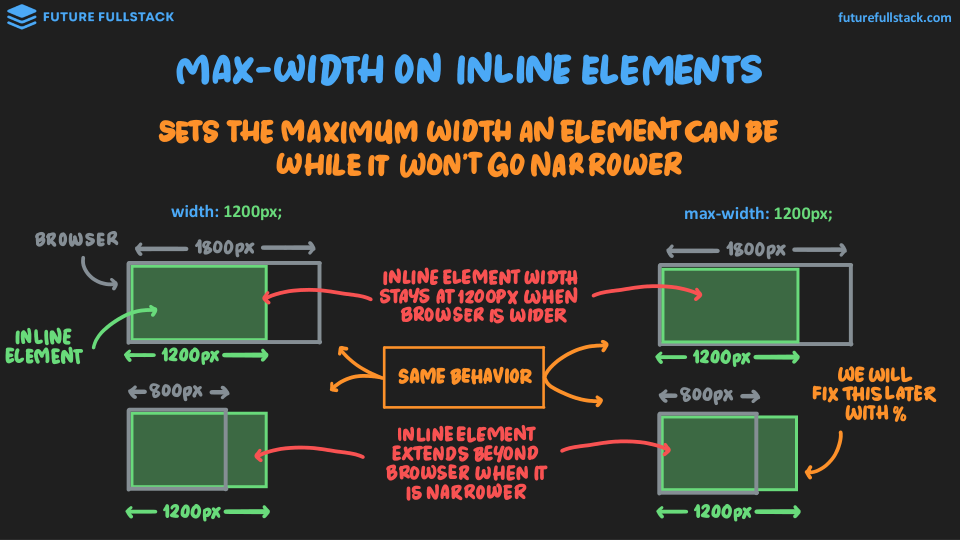 FUTURE FULLSTACK
futurefullstack.com
MAX-WIDTH ON INLINE ELEMENTS
SETS THE MAXIMUM WIDTH AN ELEMENT CAN BE
WHILE IT WON'T GO NARROWER
width: 1200px;
max-width: 1200px;
BROWSER
1800PX
1800PX
INLINE ELEMENT WIDTH
STAYS AT 1200PX WHEN
BROWSER IS WIDER
INLINE
ELEMENT
1200PX
1200PX
SAME BEHAVIOR
WE WILL
FIX THIS LATER
WITH %
800PX
800PX
INLINE ELEMENT
EXTENDS BEYOND
BROWSER WHEN IT
IS NARROWER
1200PX
1200PX